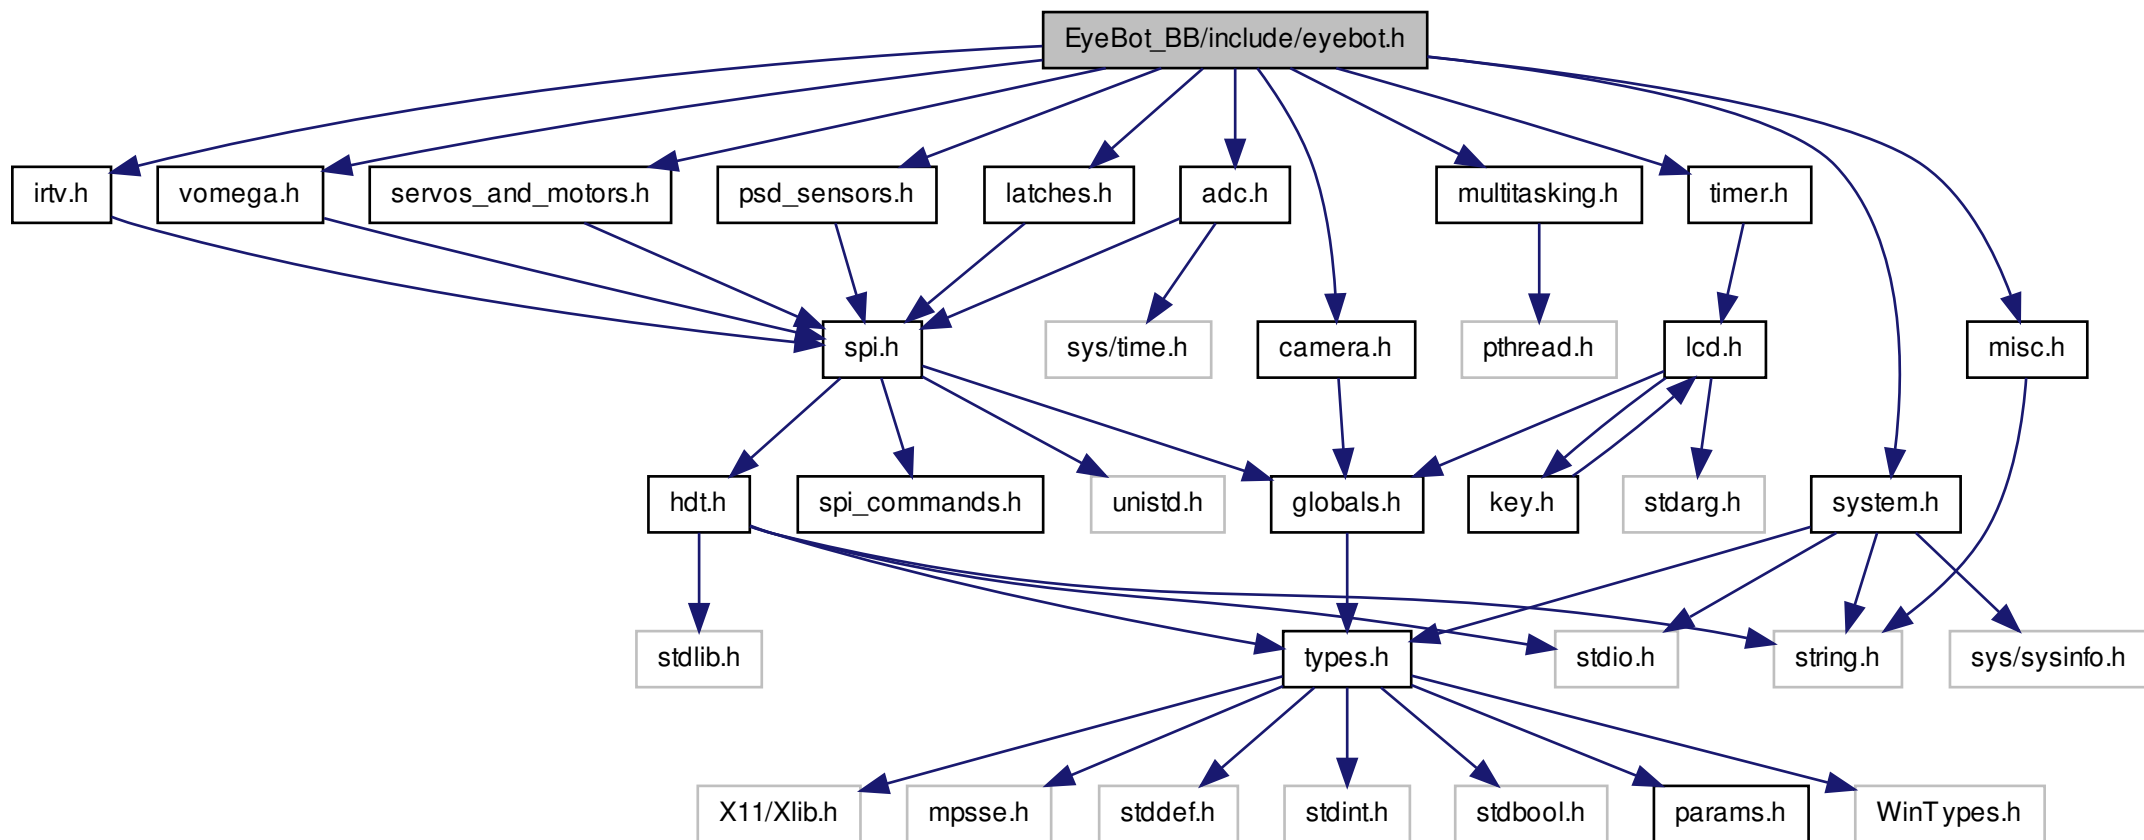 EyeBot_BB/include/eyebot.h
irtv.h
vomega.h
servos_and_motors.h
psd_sensors.h
latches.h
adc.h
multitasking.h
timer.h
spi.h
sys/time.h
camera.h
pthread.h
lcd.h
misc.h
hdt.h
spi_commands.h
unistd.h
globals.h
key.h
stdarg.h
system.h
stdlib.h
types.h
stdio.h
string.h
sys/sysinfo.h
X11/Xlib.h
mpsse.h
stddef.h
stdint.h
stdbool.h
params.h
WinTypes.h